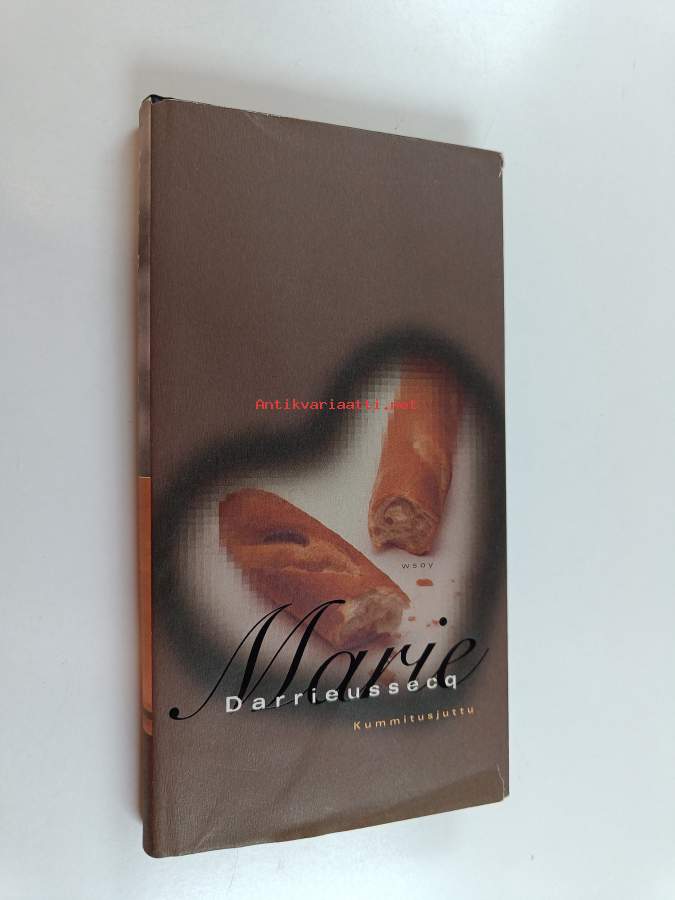 Antikvariaatti.net
wsoy
Marie
Darrieussecq
Kummitusjuttu